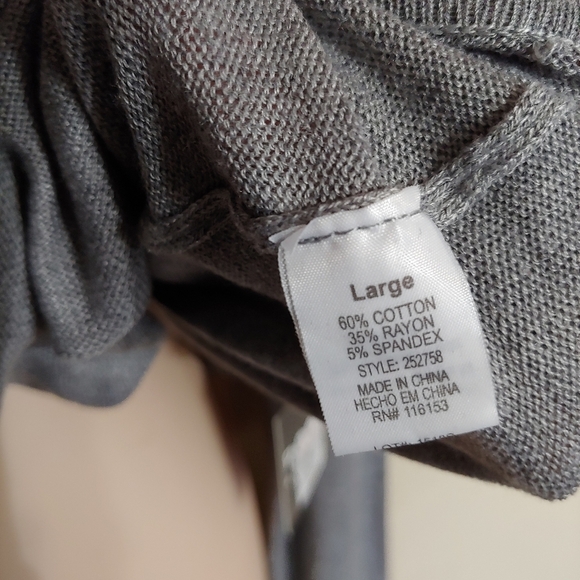 Large
60% COTTON
35% RAYON
5% SPANDEX
STYLE: 252758
MADE IN CHINA
HECHO EM CHINA
RN# 116153